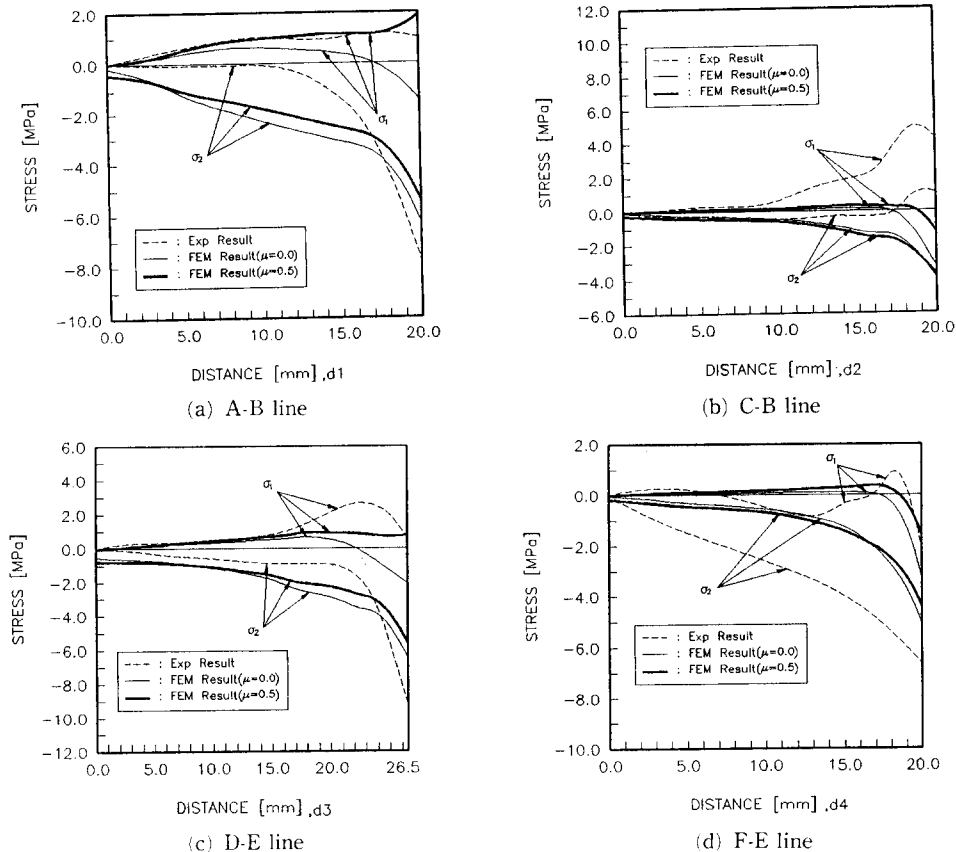 2.0
0.0
−2.0
−4.0
−6.0
−8.0
−10.0
STRESS [MPa]
σ₁
σ₂
: Exp Result
: FEM Result(μ=0.0)
: FEM Result(μ=0.5)
0.0 5.0 10.0 15.0 20.0
DISTANCE [mm] ,d1
(a) A-B line
12.0
10.0
8.0
6.0
4.0
2.0
0.0
−2.0
−4.0
−6.0
STRESS [MPa]
: Exp Result
: FEM Result(μ=0.0)
: FEM Result(μ=0.5)
σ₁
σ₂
0.0 5.0 10.0 15.0 20.0
DISTANCE [mm] ,d2
(b) C-B line
6.0
4.0
2.0
0.0
−2.0
−4.0
−6.0
−8.0
−10.0
−12.0
STRESS [MPa]
σ₁
σ₂
: Exp Result
: FEM Result(μ=0.0)
: FEM Result(μ=0.5)
0.0 5.0 10.0 15.0 20.0 26.5
DISTANCE [mm] ,d3
(c) D-E line
2.0
0.0
−2.0
−4.0
−6.0
−8.0
−10.0
STRESS [MPa]
σ₁
σ₂
: Exp Result
: FEM Result(μ=0.0)
: FEM Result(μ=0.5)
0.0 5.0 10.0 15.0 20.0
DISTANCE [mm] ,d4
(d) F-E line